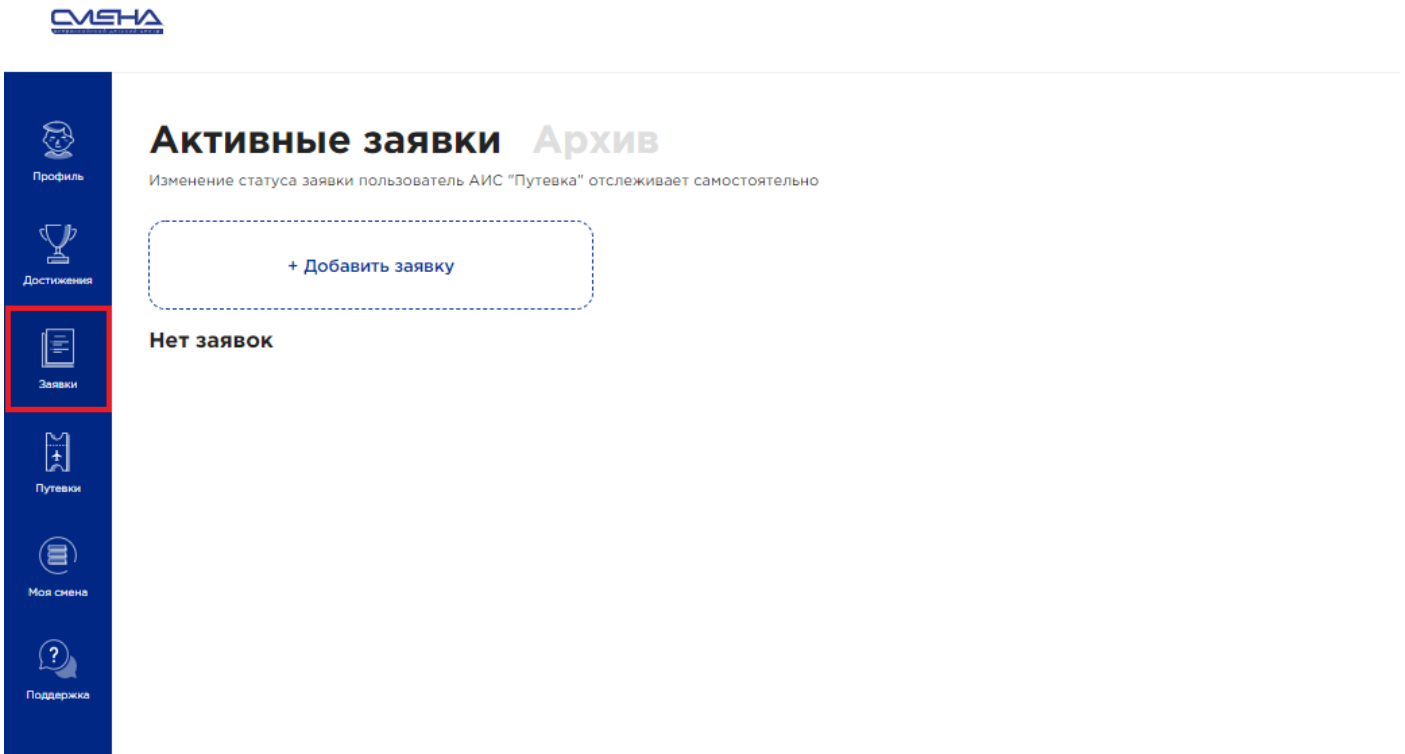 СМЕНА
Активные заявки Архив
Изменение статуса заявки пользователь АИС "Путевка" отслеживает самостоятельно
+ Добавить заявку
Нет заявок
Профиль
Достижения
Заявки
Путевки
Моя смена
Поддержка